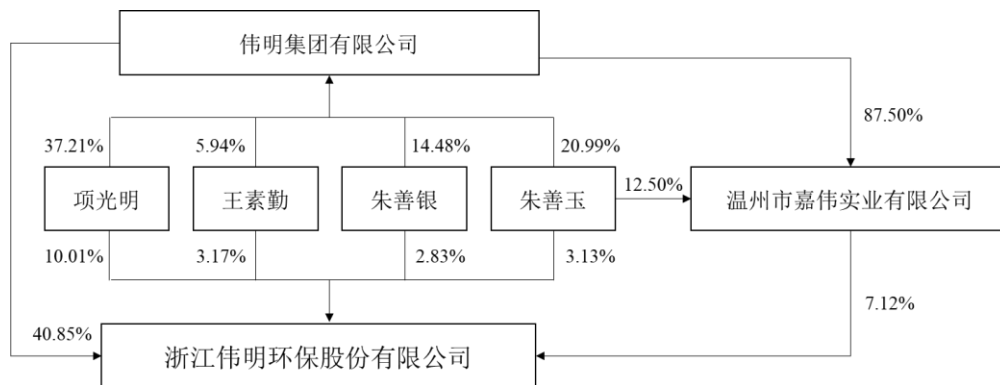 伟明集团有限公司
87.50%
37.21%
5.94%
14.48%
20.99%
项光明
王素勤
朱善银
朱善玉
12.50%
温州市嘉伟实业有限公司
10.01%
3.17%
2.83%
3.13%
7.12%
40.85%
浙江伟明环保股份有限公司